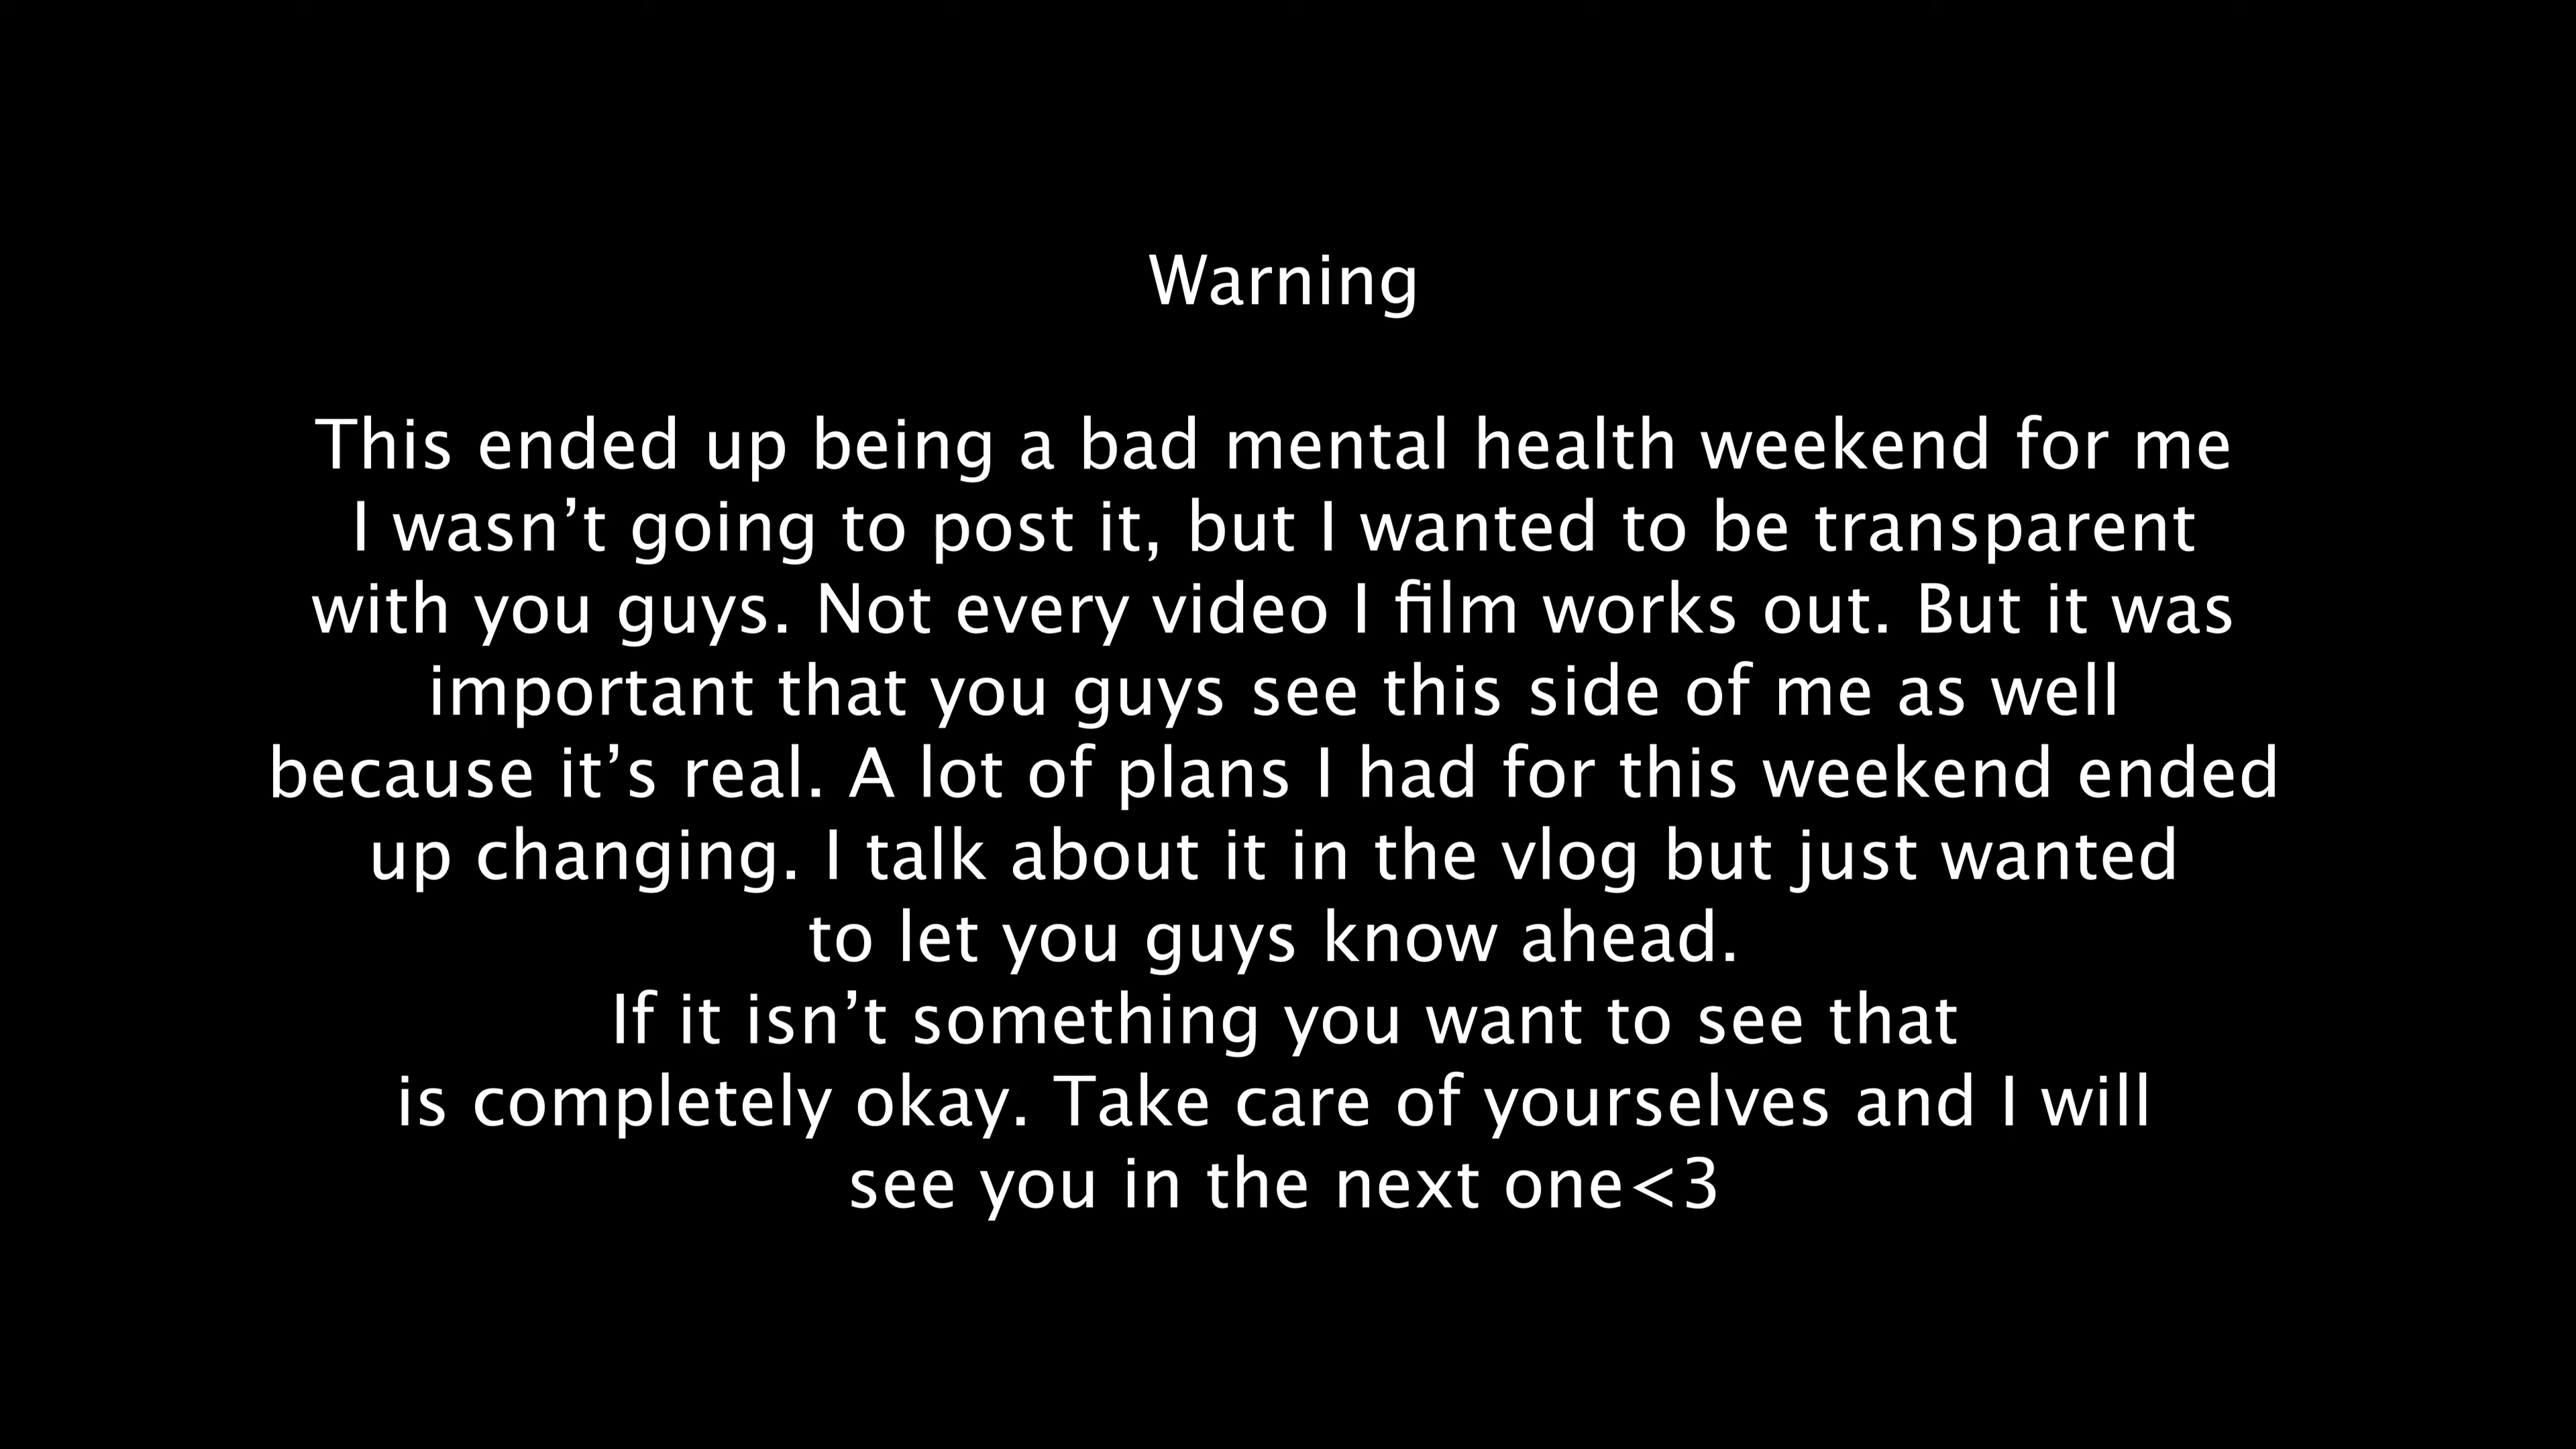 Warning
This ended up being a bad mental health weekend for me
I wasn’t going to post it, but I wanted to be transparent
with you guys. Not every video I film works out. But it was
important that you guys see this side of me as well
because it’s real. A lot of plans I had for this weekend ended
up changing. I talk about it in the vlog but just wanted
to let you guys know ahead.
If it isn’t something you want to see that
is completely okay. Take care of yourselves and I will
see you in the next one<3